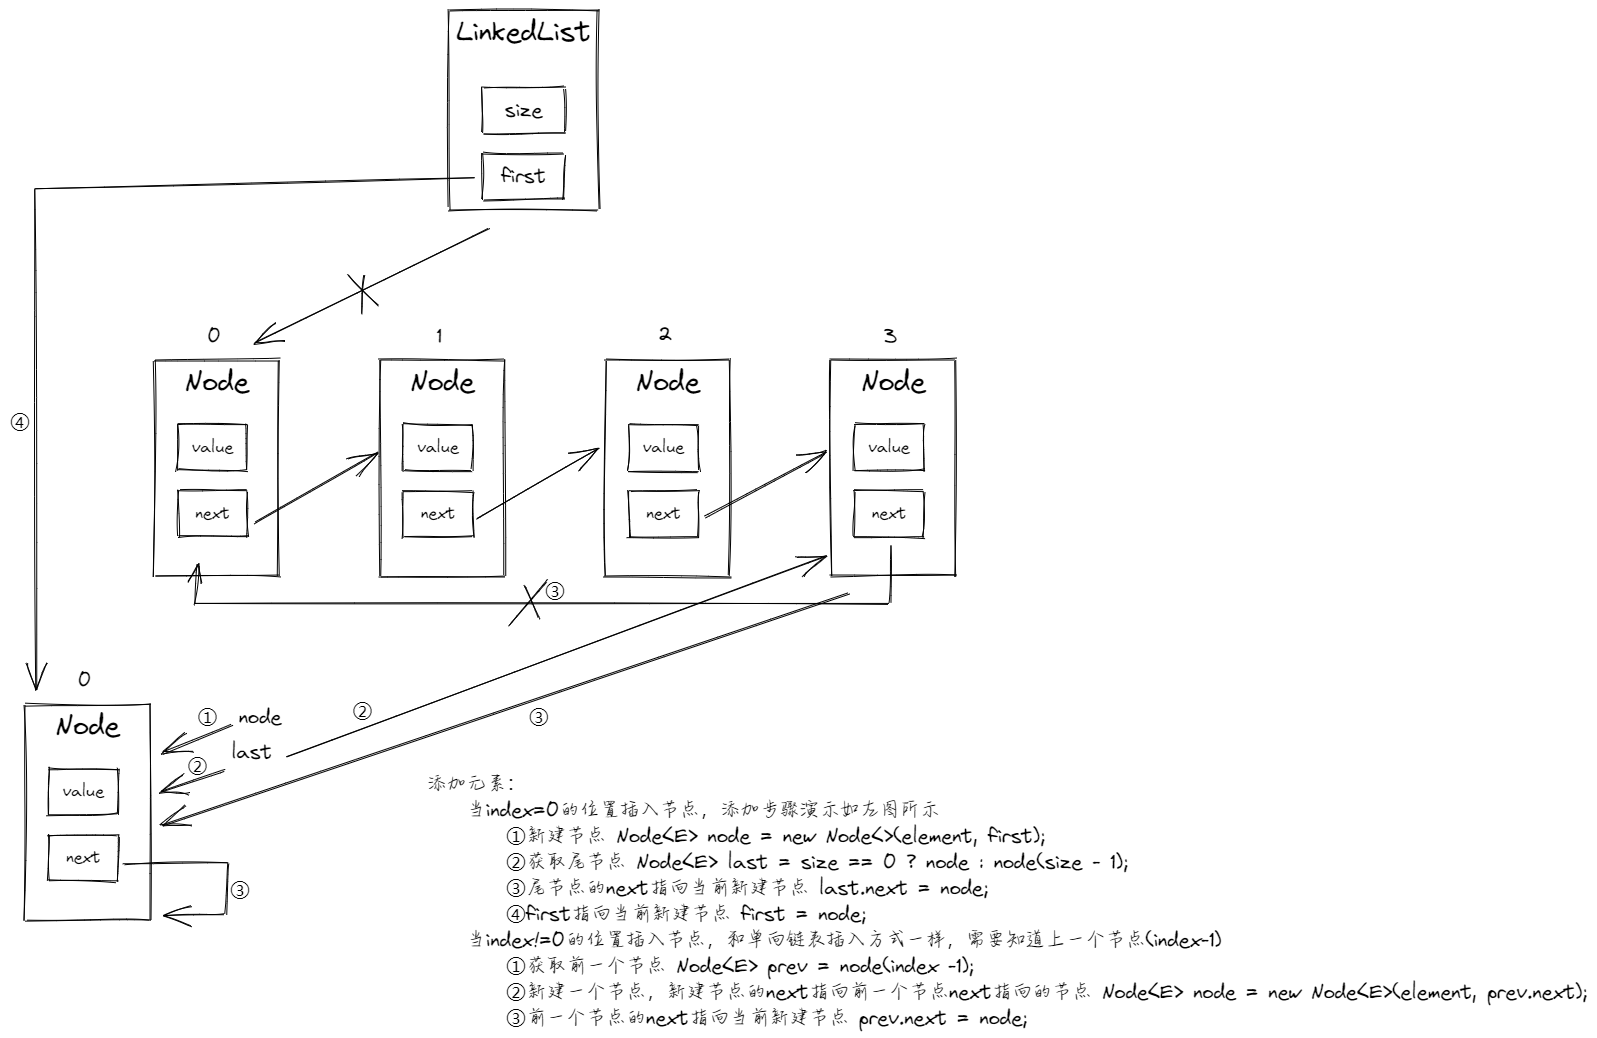 LinkedList
size
first
0 1 2 3
Node Node Node Node
value value value value
next next next next
④
③
0
Node
① node
② last
②
③
value
next
③
添加元素：
当index=0的位置插入节点，添加步骤演示如左图所示
①新建节点 Node<E> node = new Node<>(element, first);
②获取尾节点 Node<E> last = size == 0 ? node : node(size - 1);
③尾节点的next指向当前新建节点 last.next = node;
④first指向当前新建节点 first = node;
当index!=0的位置插入节点，和单向链表插入方式一样，需要知道上一个节点(index-1)
①获取前一个节点 Node<E> prev = node(index -1);
②新建一个节点，新建节点的next指向前一个节点next指向的节点 Node<E> node = new Node<E>(element, prev.next);
③前一个节点的next指向当前新建节点 prev.next = node;